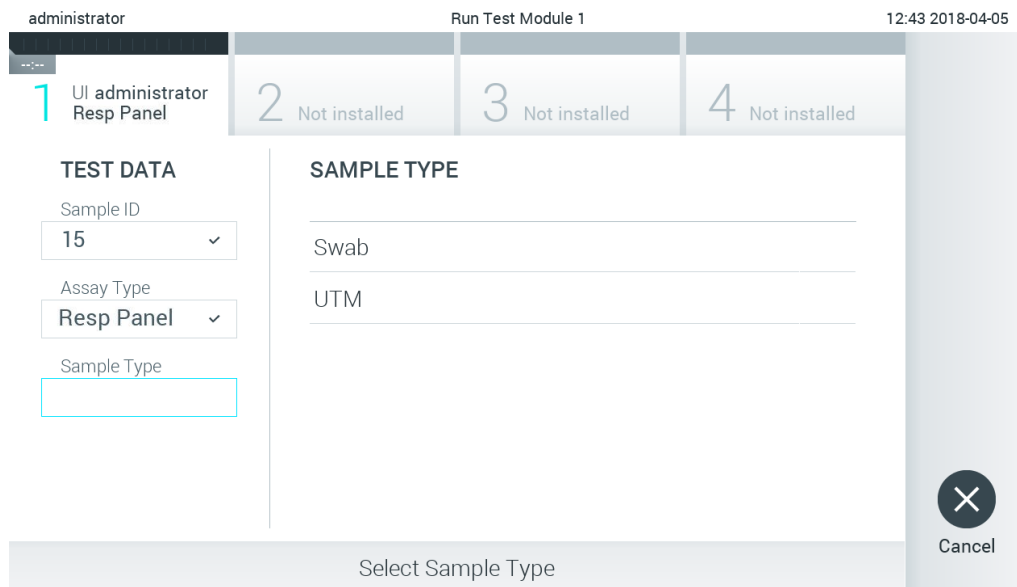 administrator
Run Test Module 1
12:43 2018-04-05
--:--
1 UI administrator
Resp Panel
2 Not installed
3 Not installed
4 Not installed
TEST DATA
Sample ID
15
Assay Type
Resp Panel
Sample Type
SAMPLE TYPE
Swab
UTM
Cancel
Select Sample Type